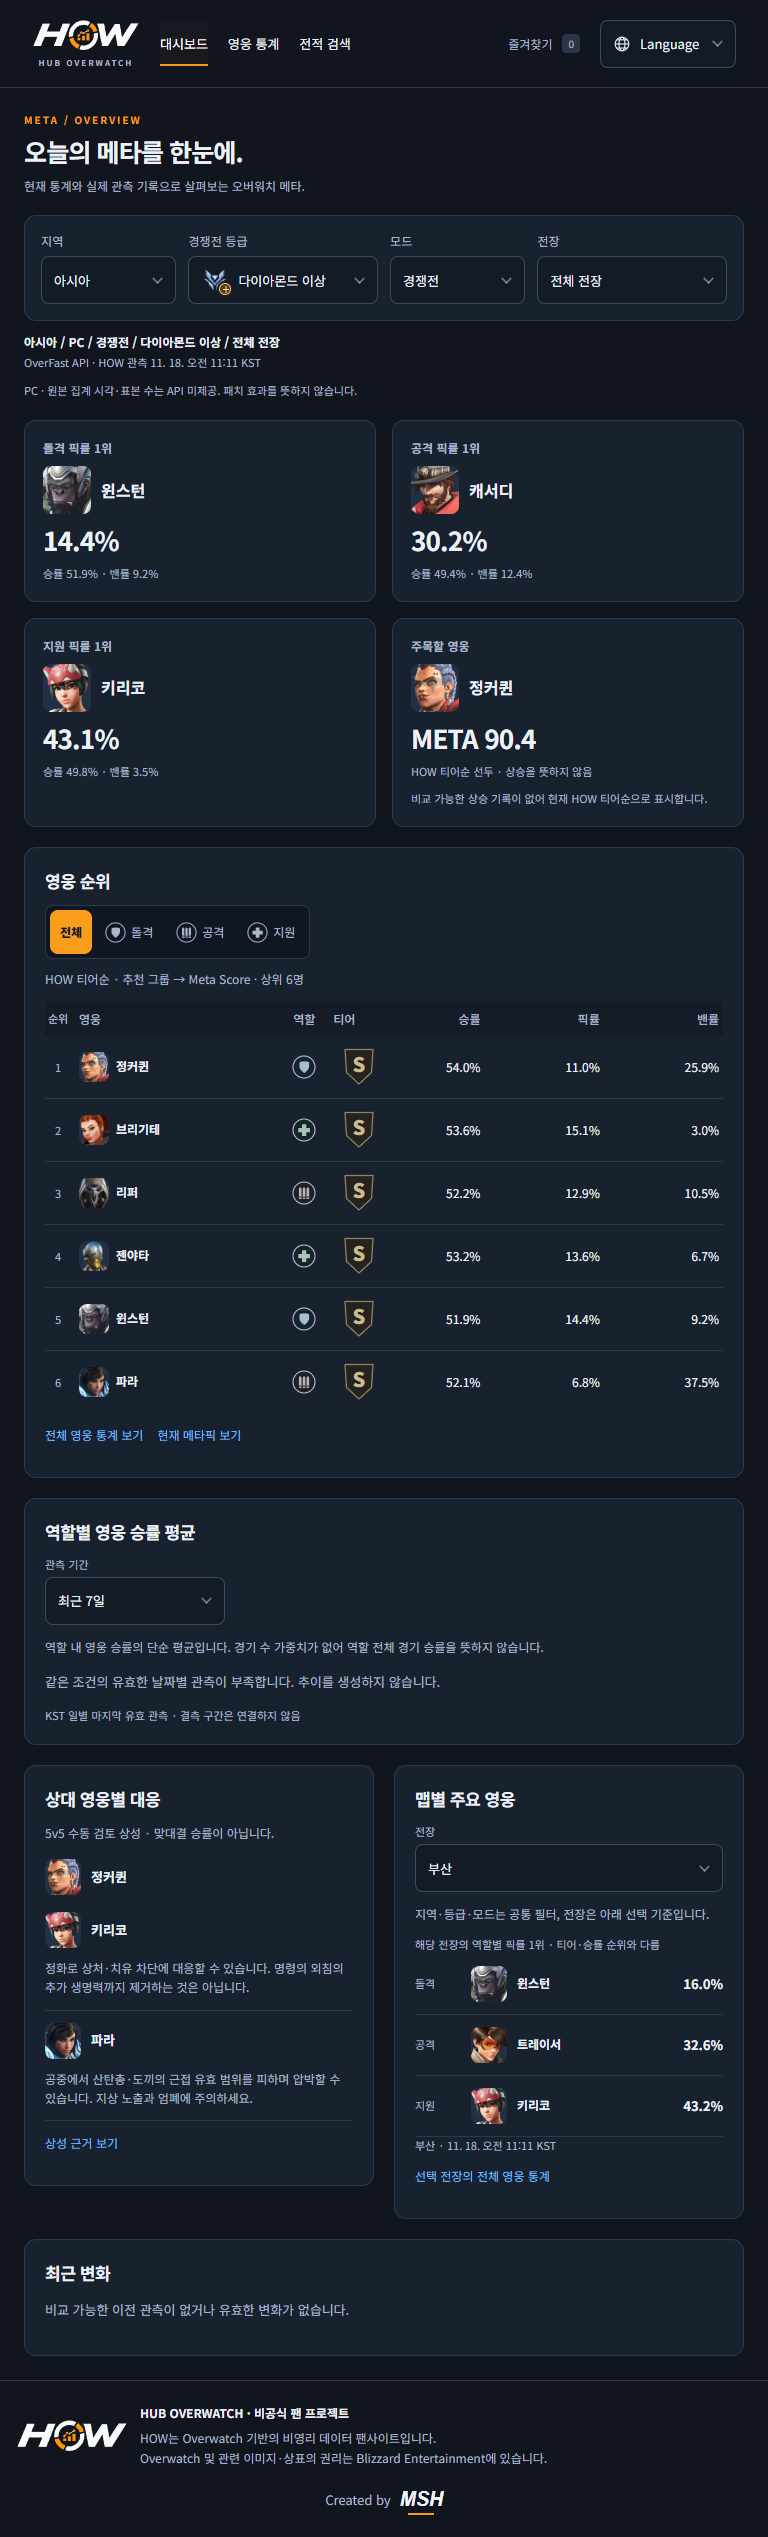 HOW
HUB OVERWATCH
대시보드
영웅 통계
전적 검색
즐겨찾기 0
Language
META / OVERVIEW
오늘의 메타를 한눈에.
현재 통계와 실제 관측 기록으로 살펴보는 오버워치 메타.
지역 경쟁전 등급 모드 전장
아시아 다이아몬드 이상 경쟁전 전체 전장
아시아 / PC / 경쟁전 / 다이아몬드 이상 / 전체 전장
OverFast API · HOW 관측 11. 18. 오전 11:11 KST
PC · 원본 집계 시각·표본 수는 API 미제공. 패치 효과를 뜻하지 않습니다.
돌격 픽률 1위
윈스턴
14.4%
승률 51.9% · 밴률 9.2%
공격 픽률 1위
캐서디
30.2%
승률 49.4% · 밴률 12.4%
지원 픽률 1위
키리코
43.1%
승률 49.8% · 밴률 3.5%
주목할 영웅
정커퀸
META 90.4
HOW 티어순 선두 · 상승을 뜻하지 않음
비교 가능한 상승 기록이 없어 현재 HOW 티어순으로 표시합니다.
영웅 순위
전체 돌격 공격 지원
HOW 티어순 · 추천 그룹 → Meta Score · 상위 6명
순위 영웅 역할 티어 승률 픽률 밴률
1 정커퀸 S 54.0% 11.0% 25.9%
2 브리기테 S 53.6% 15.1% 3.0%
3 리퍼 S 52.2% 12.9% 10.5%
4 젠야타 S 53.2% 13.6% 6.7%
5 윈스턴 S 51.9% 14.4% 9.2%
6 파라 S 52.1% 6.8% 37.5%
전체 영웅 통계 보기 현재 메타픽 보기
역할별 영웅 승률 평균
관측 기간
최근 7일
역할 내 영웅 승률의 단순 평균입니다. 경기 수 가중치가 없어 역할 전체 경기 승률을 뜻하지 않습니다.
같은 조건의 유효한 날짜별 관측이 부족합니다. 추이를 생성하지 않습니다.
KST 일별 마지막 유효 관측 · 결측 구간은 연결하지 않음
상대 영웅별 대응
5v5 수동 검토 상성 · 맞대결 승률이 아닙니다.
정커퀸
키리코
정화로 상처·치유 차단에 대응할 수 있습니다. 명령의 외침의
추가 생명력까지 제거하는 것은 아닙니다.
파라
공중에서 산탄총·도끼의 근접 유효 범위를 피하며 압박할 수
있습니다. 지상 노출과 엄폐에 주의하세요.
상성 근거 보기
맵별 주요 영웅
전장
부산
지역·등급·모드는 공통 필터, 전장은 아래 선택 기준입니다.
해당 전장의 역할별 픽률 1위 · 티어·승률 순위와 다름
돌격 윈스턴 16.0%
공격 트레이서 32.6%
지원 키리코 43.2%
부산 · 11. 18. 오전 11:11 KST
선택 전장의 전체 영웅 통계
최근 변화
비교 가능한 이전 관측이 없거나 유효한 변화가 없습니다.
HOW
HUB OVERWATCH · 비공식 팬 프로젝트
HOW는 Overwatch 기반의 비영리 데이터 팬사이트입니다.
Overwatch 및 관련 이미지·상표의 권리는 Blizzard Entertainment에 있습니다.
Created by MSH